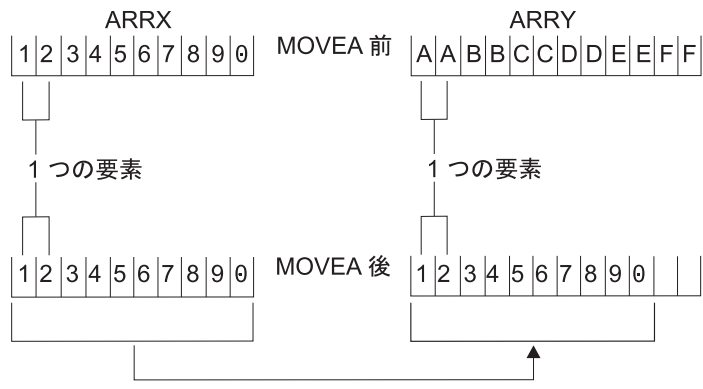 ARRX ARRY
1 2 3 4 5 6 7 8 9 0 MOVEA 前 A A B B C C D D E E F F
1 つの要素 1 つの要素
1 2 3 4 5 6 7 8 9 0 MOVEA 後 1 2 3 4 5 6 7 8 9 0